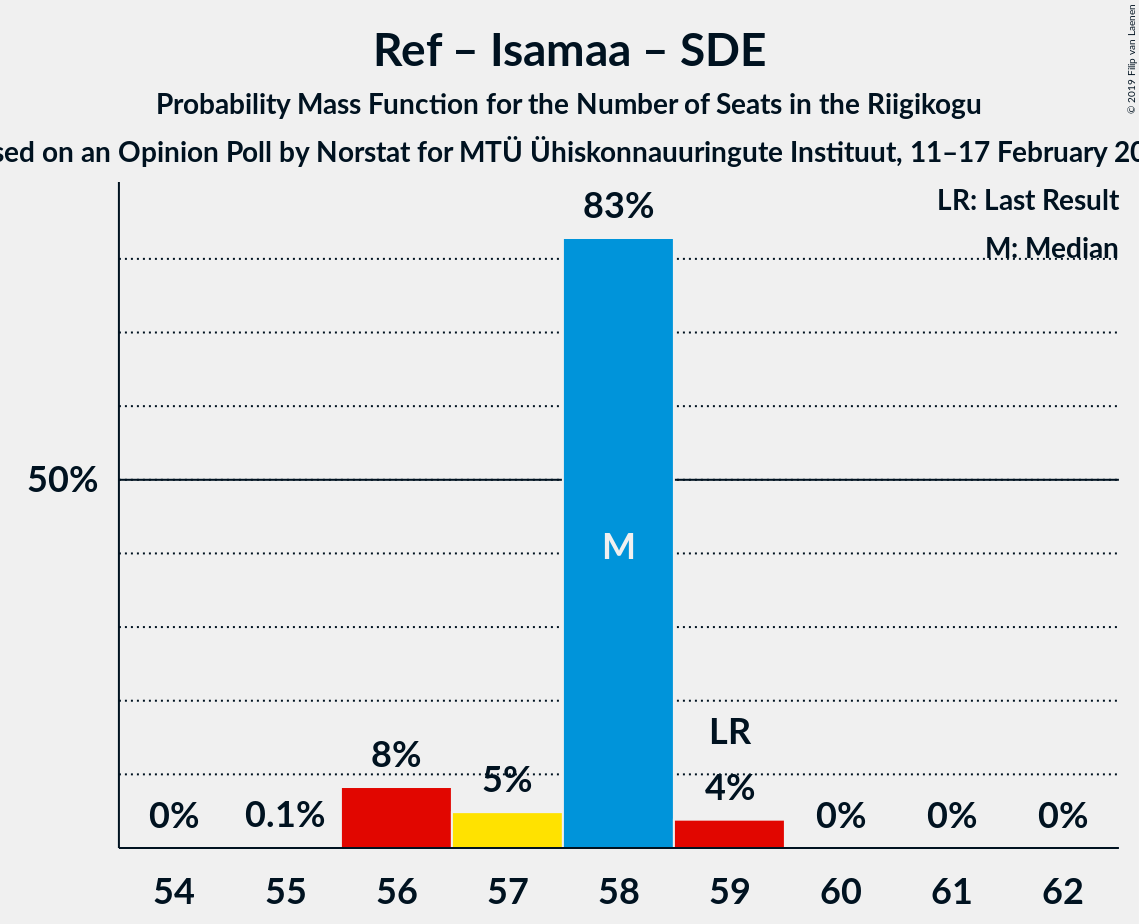 Ref – Isamaa – SDE
Probability Mass Function for the Number of Seats in the Riigikogu
on an Opinion Poll by Norstat for MTÜ Ühiskonnauuringute Instituut, 11–17 February
© 2019 Filip van Laenen
LR: Last Result
M: Median
83%
50%
M
LR
8%
5%
4%
0%
0.1%
0%
0%
0%
54
55
56
57
58
59
60
61
62